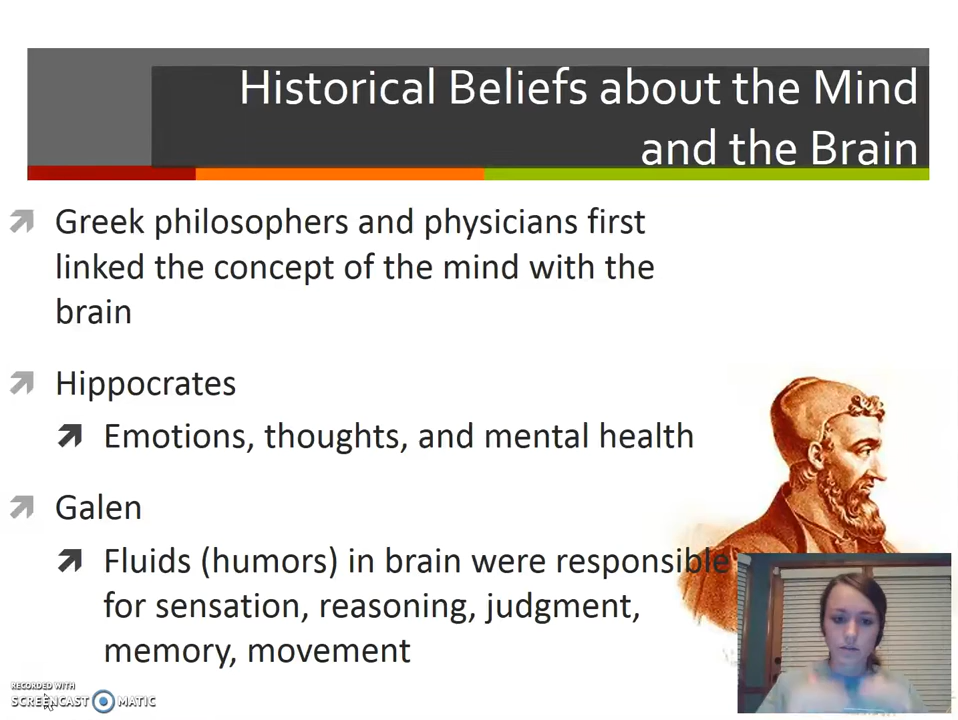 Historical Beliefs about the Mind
and the Brain
Greek philosophers and physicians first
linked the concept of the mind with the
brain
Hippocrates
Emotions, thoughts, and mental health
Galen
Fluids (humors) in brain were responsible
for sensation, reasoning, judgment,
memory, movement
RECORDED WITH
SCREENCAST MATIC